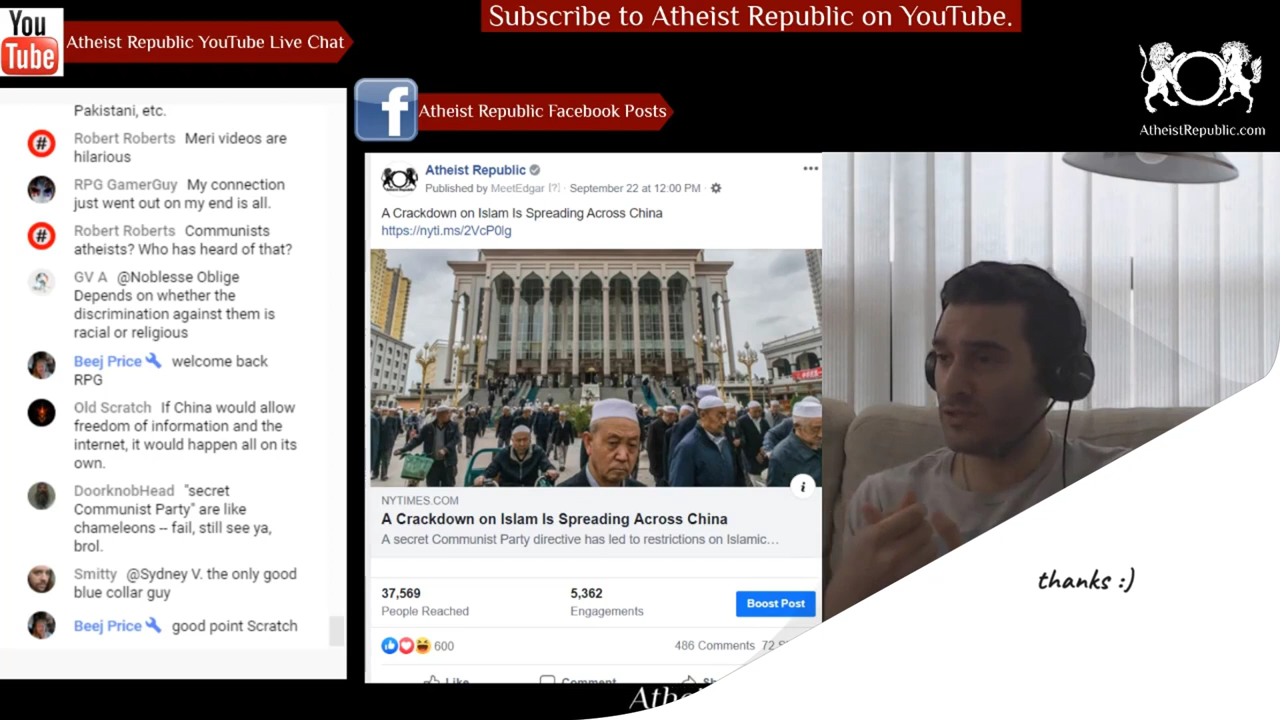 You
Tube
Atheist Republic YouTube Live Chat
Subscribe to Atheist Republic on YouTube.
AtheistRepublic.com
Atheist Republic Facebook Posts
Pakistani, etc.
Robert Roberts Meri videos are
hilarious
RPG GamerGuy My connection
just went out on my end is all.
Robert Roberts Communists
atheists? Who has heard of that?
GV A @Noblesse Oblige
Depends on whether the
discrimination against them is
racial or religious
Beej Price welcome back
RPG
Old Scratch If China would allow
freedom of information and the
internet, it would happen all on its
own.
DoorknobHead "secret
Communist Party" are like
chameleons -- fail, still see ya,
brol.
Smitty @Sydney V. the only good
blue collar guy
Beej Price good point Scratch
Atheist Republic
Published by MeetEdgar [?] · September 22 at 12:00 PM ·
A Crackdown on Islam Is Spreading Across China
https://nyti.ms/2VcP0lg
NYTIMES.COM
A Crackdown on Islam Is Spreading Across China
A secret Communist Party directive has led to restrictions on Islamic…
37,569
People Reached
5,362
Engagements
Boost Post
600
486 Comments 72
Like
Comment
thanks :)